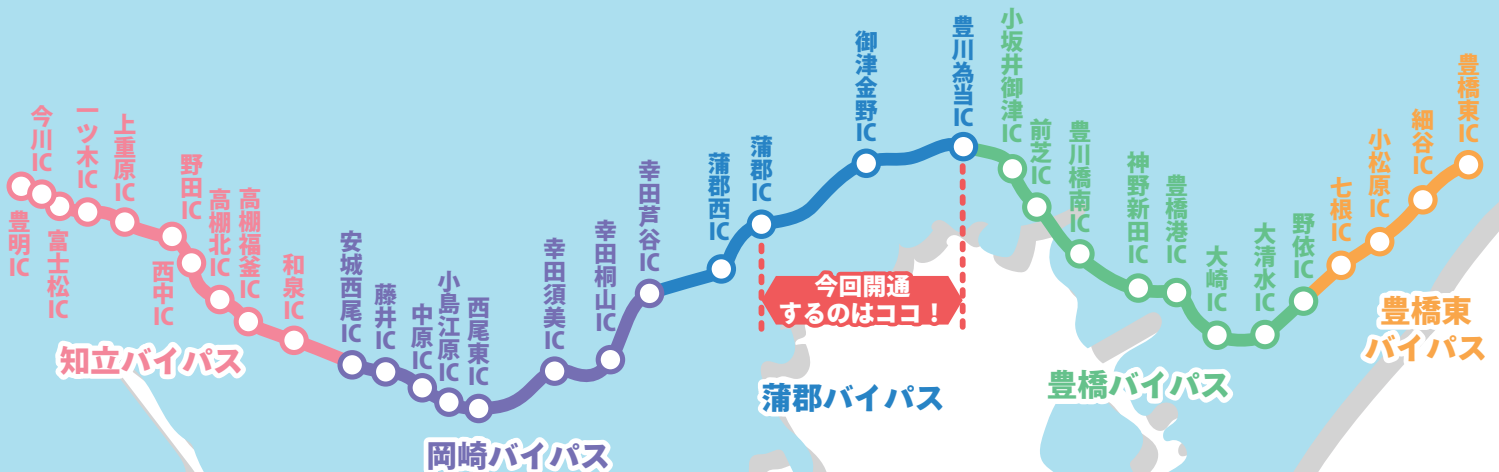 豊明IC
今川IC
富士松IC
一ツ木IC
上重原IC
野田IC
西中IC
高棚北IC
高棚福釜IC
和泉IC
知立バイパス
安城西尾IC
藤井IC
中原IC
小島江原IC
西尾東IC
幸田須美IC
幸田桐山IC
幸田芦谷IC
岡崎バイパス
蒲郡西IC
蒲郡IC
御津金野IC
豊川為当IC
今回開通
するのはココ！
蒲郡バイパス
小坂井御津IC
前芝IC
豊川橋南IC
神野新田IC
豊橋港IC
大崎IC
大清水IC
野依IC
豊橋バイパス
七根IC
小松原IC
細谷IC
豊橋東IC
豊橋東
バイパス